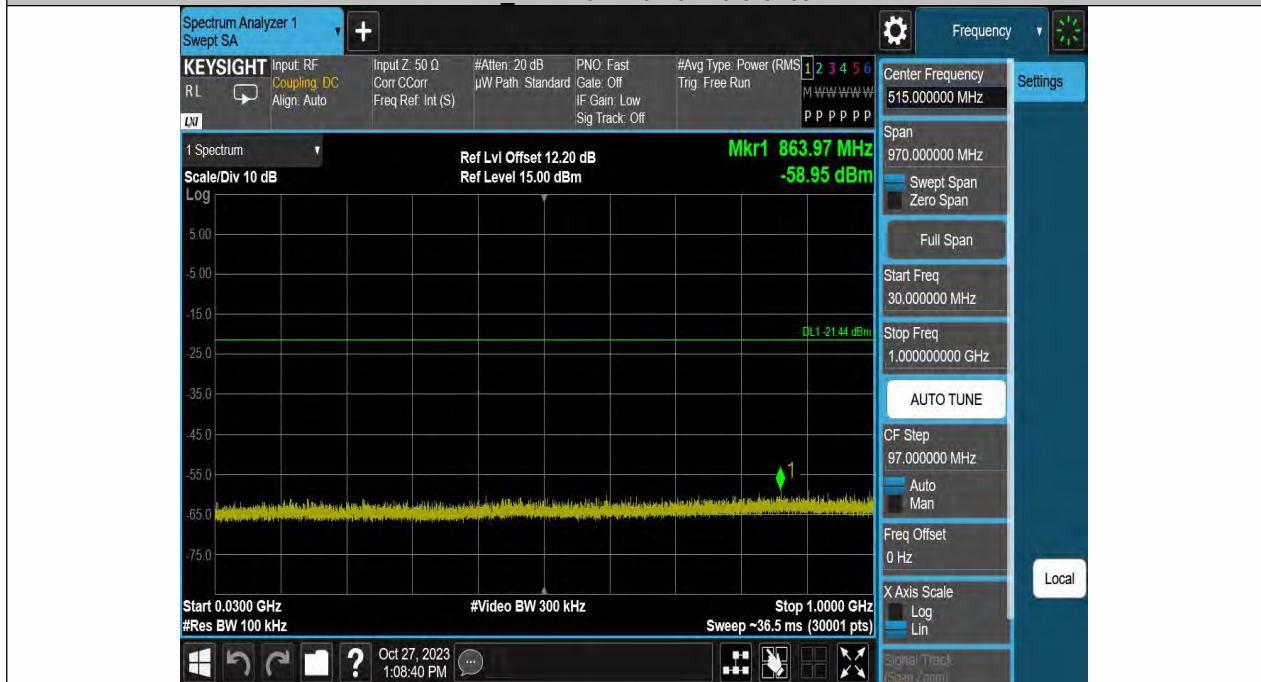 Spectrum Analyzer 1
Swept SA
+
Frequency
KEYSIGHT
RL
LXI
Input: RF
Coupling: DC
Align: Auto
Input Z: 50 Ω
Corr CCorr
Freq Ref: Int (S)
#Atten: 20 dB
µW Path: Standard
PNO: Fast
Gate: Off
IF Gain: Low
Sig Track: Off
#Avg Type: Power (RMS
Trig: Free Run
1 2 3 4 5 6
M W W W W W
P P P P P P
1 Spectrum
Scale/Div 10 dB
Log
Ref Lvl Offset 12.20 dB
Ref Level 15.00 dBm
Mkr1 863.97 MHz
-58.95 dBm
5.00
-5.00
-15.0
DL1 -21.44 dBm
-25.0
-35.0
-45.0
-55.0
1
-65.0
-75.0
Start 0.0300 GHz
#Res BW 100 kHz
#Video BW 300 kHz
Stop 1.0000 GHz
Sweep ~36.5 ms (30001 pts)
?
Oct 27, 2023
1:08:40 PM
Center Frequency
515.000000 MHz
Settings
Span
970.000000 MHz
Swept Span
Zero Span
Full Span
Start Freq
30.000000 MHz
Stop Freq
1.000000000 GHz
AUTO TUNE
CF Step
97.000000 MHz
Auto
Man
Freq Offset
0 Hz
X Axis Scale
Log
Lin
Signal Track
(Span Zoom)
Local